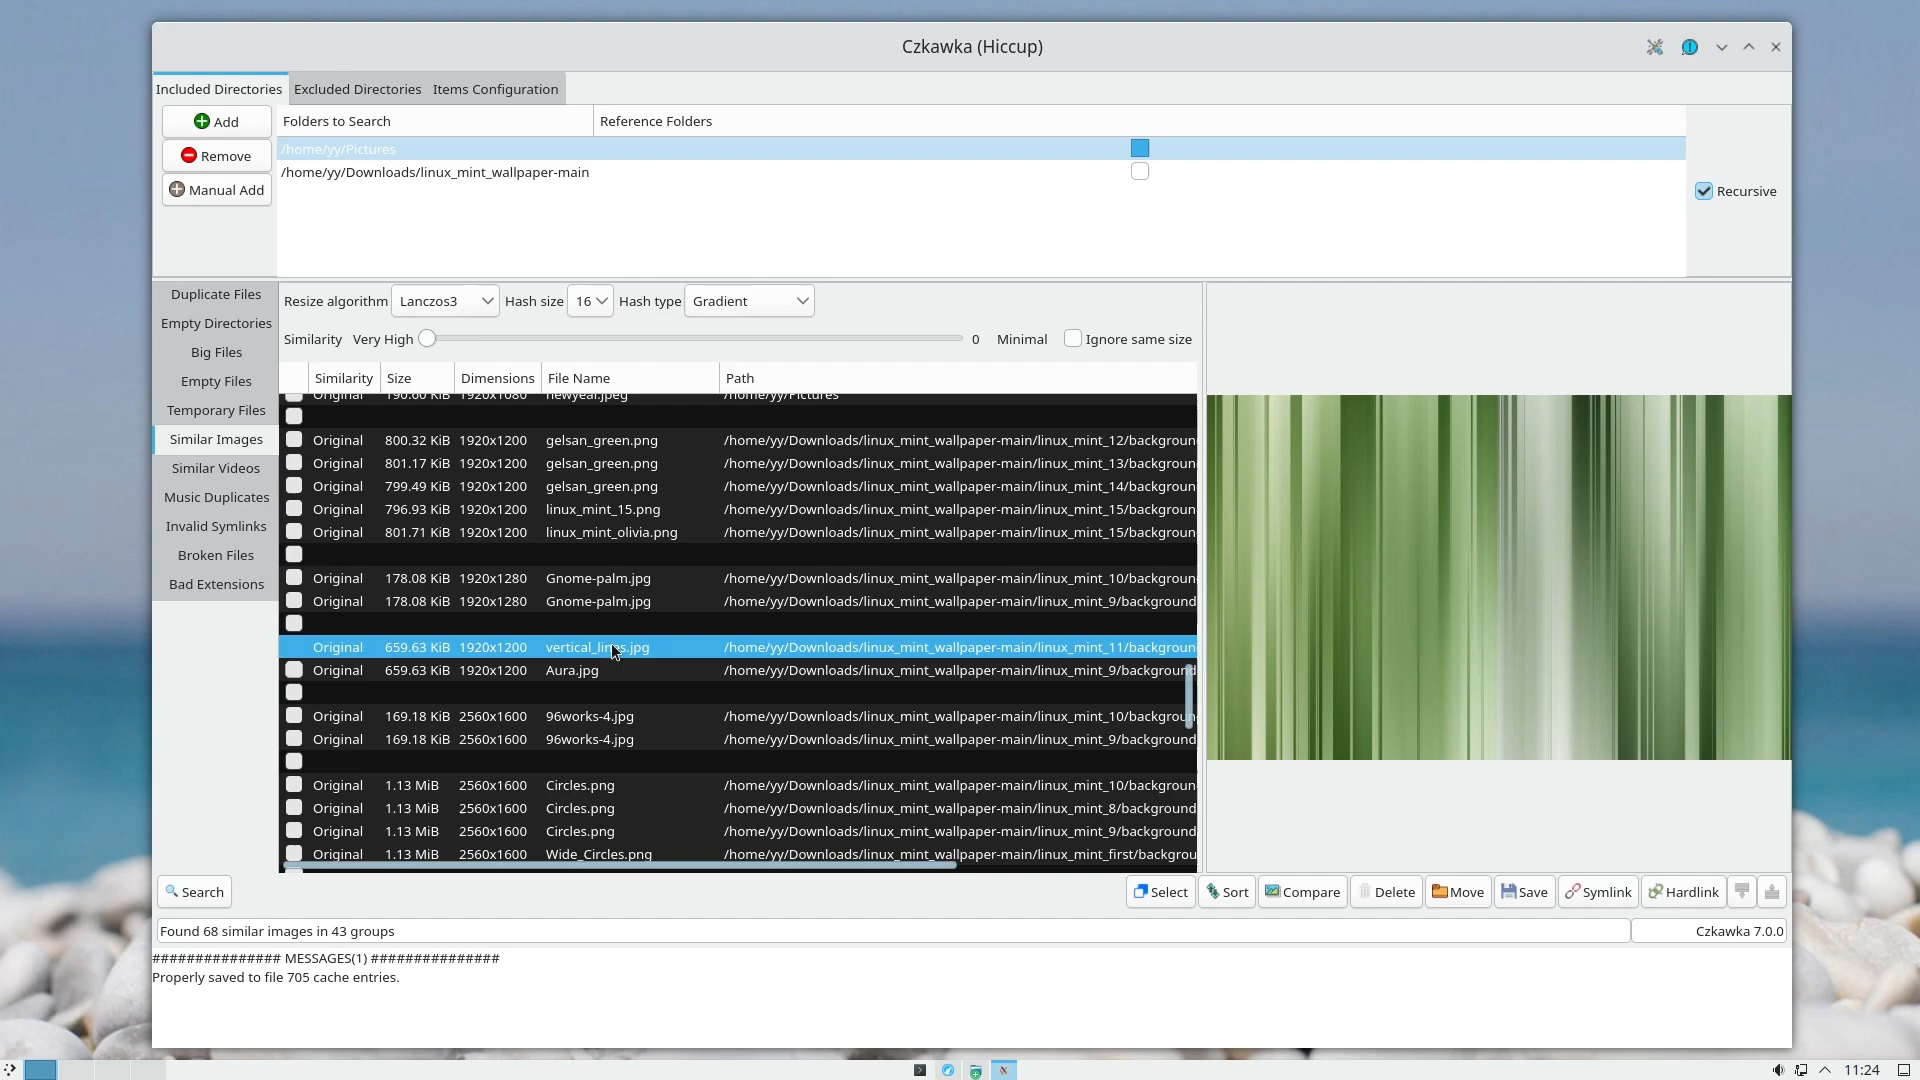 Czkawka (Hiccup)
Included Directories Excluded Directories Items Configuration
Add
Remove
Manual Add
Folders to Search Reference Folders
/home/yy/Pictures
/home/yy/Downloads/linux_mint_wallpaper-main
Recursive
Duplicate Files
Empty Directories
Big Files
Empty Files
Temporary Files
Similar Images
Similar Videos
Music Duplicates
Invalid Symlinks
Broken Files
Bad Extensions
Resize algorithm Lanczos3 Hash size 16 Hash type Gradient
Similarity Very High 0 Minimal Ignore same size
Similarity Size Dimensions File Name Path
Original 190.60 KiB 1920x1080 newyear.jpeg /home/yy/Pictures
Original 800.32 KiB 1920x1200 gelsan_green.png /home/yy/Downloads/linux_mint_wallpaper-main/linux_mint_12/backgroun
Original 801.17 KiB 1920x1200 gelsan_green.png /home/yy/Downloads/linux_mint_wallpaper-main/linux_mint_13/backgroun
Original 799.49 KiB 1920x1200 gelsan_green.png /home/yy/Downloads/linux_mint_wallpaper-main/linux_mint_14/backgroun
Original 796.93 KiB 1920x1200 linux_mint_15.png /home/yy/Downloads/linux_mint_wallpaper-main/linux_mint_15/backgroun
Original 801.71 KiB 1920x1200 linux_mint_olivia.png /home/yy/Downloads/linux_mint_wallpaper-main/linux_mint_15/backgroun
Original 178.08 KiB 1920x1280 Gnome-palm.jpg /home/yy/Downloads/linux_mint_wallpaper-main/linux_mint_10/backgroun
Original 178.08 KiB 1920x1280 Gnome-palm.jpg /home/yy/Downloads/linux_mint_wallpaper-main/linux_mint_9/background
Original 659.63 KiB 1920x1200 vertical_lines.jpg /home/yy/Downloads/linux_mint_wallpaper-main/linux_mint_11/backgroun
Original 659.63 KiB 1920x1200 Aura.jpg /home/yy/Downloads/linux_mint_wallpaper-main/linux_mint_9/background
Original 169.18 KiB 2560x1600 96works-4.jpg /home/yy/Downloads/linux_mint_wallpaper-main/linux_mint_10/backgroun
Original 169.18 KiB 2560x1600 96works-4.jpg /home/yy/Downloads/linux_mint_wallpaper-main/linux_mint_9/background
Original 1.13 MiB 2560x1600 Circles.png /home/yy/Downloads/linux_mint_wallpaper-main/linux_mint_10/backgroun
Original 1.13 MiB 2560x1600 Circles.png /home/yy/Downloads/linux_mint_wallpaper-main/linux_mint_8/background
Original 1.13 MiB 2560x1600 Circles.png /home/yy/Downloads/linux_mint_wallpaper-main/linux_mint_9/background
Original 1.13 MiB 2560x1600 Wide_Circles.png /home/yy/Downloads/linux_mint_wallpaper-main/linux_mint_first/backgrou
Search Select Sort Compare Delete Move Save Symlink Hardlink
Found 68 similar images in 43 groups Czkawka 7.0.0
############### MESSAGES(1) ###############
Properly saved to file 705 cache entries.
11:24